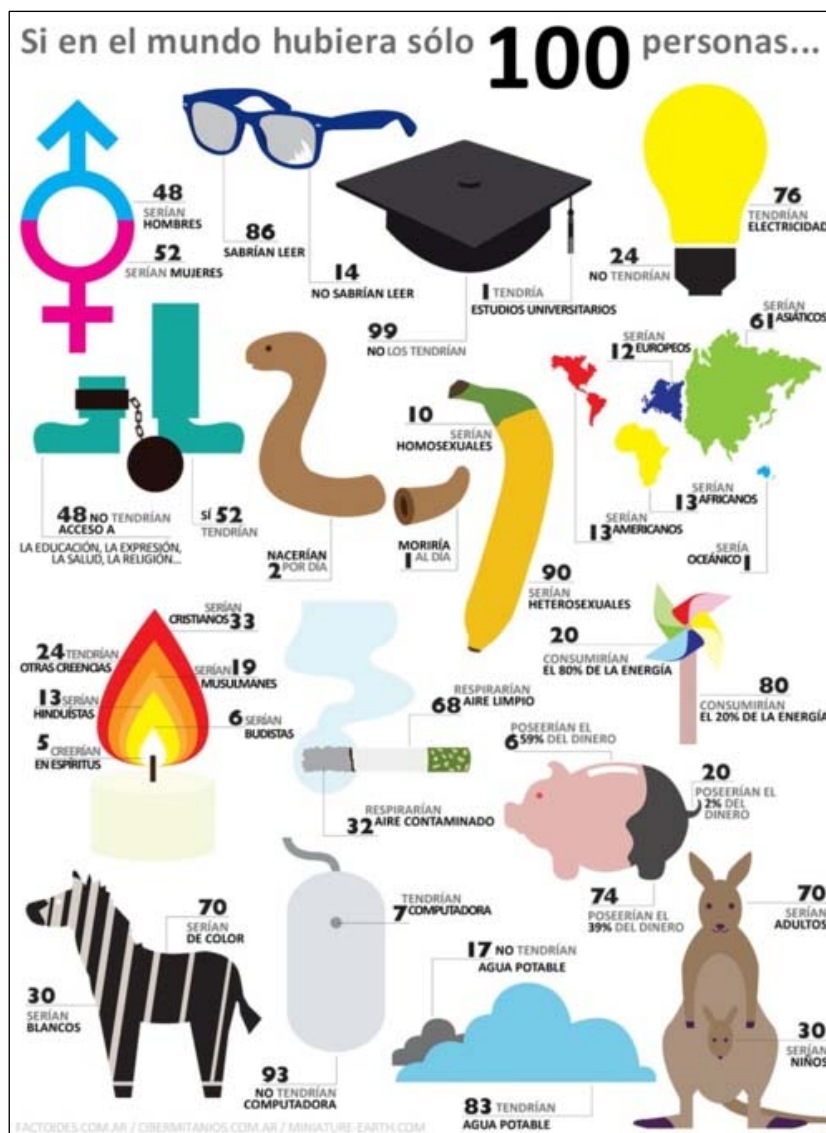 Si en el mundo hubiera sólo 100 personas...
48
SERÍAN
HOMBRES
52
SERÍAN MUJERES
86
SABRÍAN LEER
14
NO SABRÍAN LEER
1 TENDRÍA
ESTUDIOS UNIVERSITARIOS
99
NO LOS TENDRÍAN
76
TENDRÍAN
ELECTRICIDAD
24
NO TENDRÍAN
48 NO TENDRÍAN
ACCESO A
LA EDUCACIÓN, LA EXPRESIÓN,
LA SALUD, LA RELIGIÓN...
SÍ 52
TENDRÍAN
NACERÍAN
2 POR DÍA
MORIRÍA
1 AL DÍA
10
SERÍAN
HOMOSEXUALES
90
SERÍAN
HETEROSEXUALES
SERÍAN
61 ASIÁTICOS
SERÍAN
12 EUROPEOS
SERÍAN
13 AFRICANOS
SERÍAN
13 AMERICANOS
SERÍA
OCEÁNICO 1
SERÍAN
CRISTIANOS 33
24 TENDRÍAN
OTRAS CREENCIAS
SERÍAN 19
MUSULMANES
13 SERÍAN
HINDUÍSTAS
6 SERÍAN
BUDISTAS
5 CREERÍAN
EN ESPÍRITUS
RESPIRARÍAN
68 AIRE LIMPIO
RESPIRARÍAN
32 AIRE CONTAMINADO
20
CONSUMIRÍAN
EL 80% DE LA ENERGÍA
80
CONSUMIRÍAN
EL 20% DE LA ENERGÍA
POSEERÍAN EL
6 59% DEL DINERO
20
POSEERÍAN EL
2% DEL
DINERO
74
POSEERÍAN EL
39% DEL DINERO
70
SERÍAN
DE COLOR
30
SERÍAN
BLANCOS
TENDRÍAN
7 COMPUTADORA
93
NO TENDRÍAN
COMPUTADORA
17 NO TENDRÍAN
AGUA POTABLE
83 TENDRÍAN
AGUA POTABLE
70
SERÍAN
ADULTOS
30
SERÍAN
NIÑOS
FACTOIDES.COM.AR / CIBERMITANIOS.COM.AR / MINIATURE-EARTH.COM